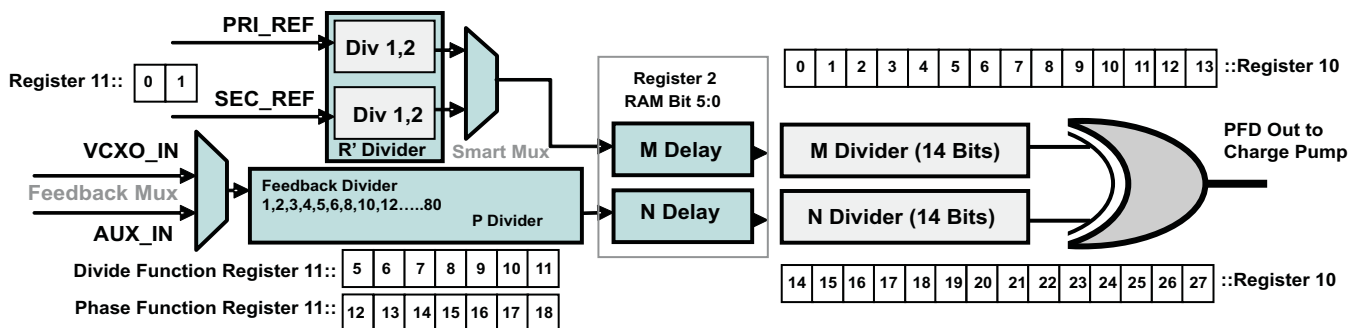 PRI_REF
Div 1,2
Register 11:: 0 1
SEC_REF
Div 1,2
R' Divider
Smart Mux
VCXO_IN
Feedback Mux
AUX_IN
Feedback Divider
1,2,3,4,5,6,8,10,12…..80
P Divider
Divide Function Register 11:: 5 6 7 8 9 10 11
Phase Function Register 11:: 12 13 14 15 16 17 18
Register 2
RAM Bit 5:0
M Delay
N Delay
0 1 2 3 4 5 6 7 8 9 10 11 12 13 ::Register 10
M Divider (14 Bits)
N Divider (14 Bits)
PFD Out to
Charge Pump
14 15 16 17 18 19 20 21 22 23 24 25 26 27 ::Register 10